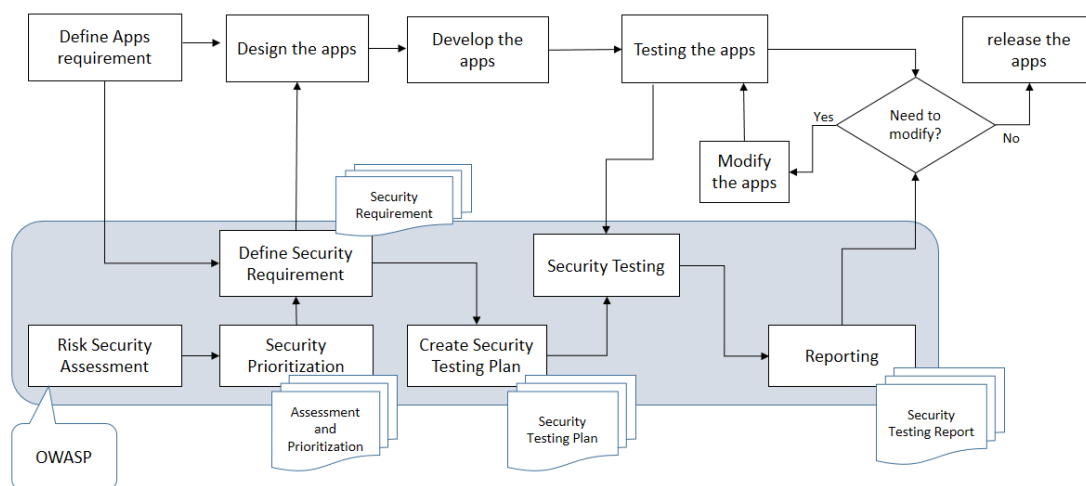 Define Apps
requirement
Design the apps
Develop the
apps
Testing the apps
release the
apps
Need to
modify?
Yes
No
Modify
the apps
Security
Requirement
Define Security
Requirement
Security Testing
Risk Security
Assessment
Security
Prioritization
Create Security
Testing Plan
Reporting
Assessment
and
Prioritization
Security
Testing Plan
Security
Testing Report
OWASP